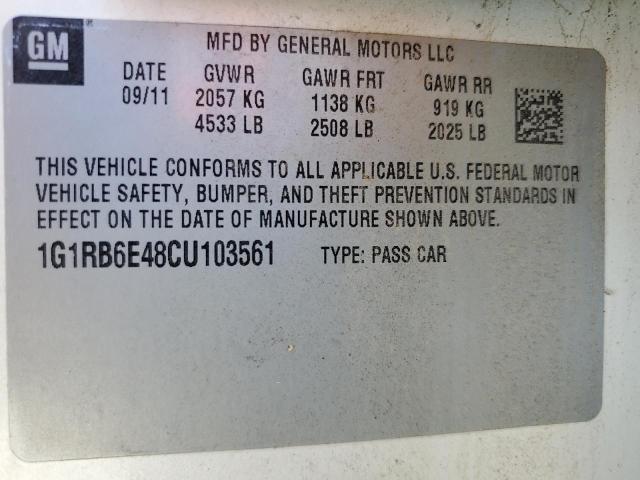 GM
MFD BY GENERAL MOTORS LLC
DATE GVWR GAWR FRT GAWR RR
09/11 2057 KG 1138 KG 919 KG
4533 LB 2508 LB 2025 LB
THIS VEHICLE CONFORMS TO ALL APPLICABLE U.S. FEDERAL MOTOR
VEHICLE SAFETY, BUMPER, AND THEFT PREVENTION STANDARDS IN
EFFECT ON THE DATE OF MANUFACTURE SHOWN ABOVE.
1G1RB6E48CU103561 TYPE: PASS CAR